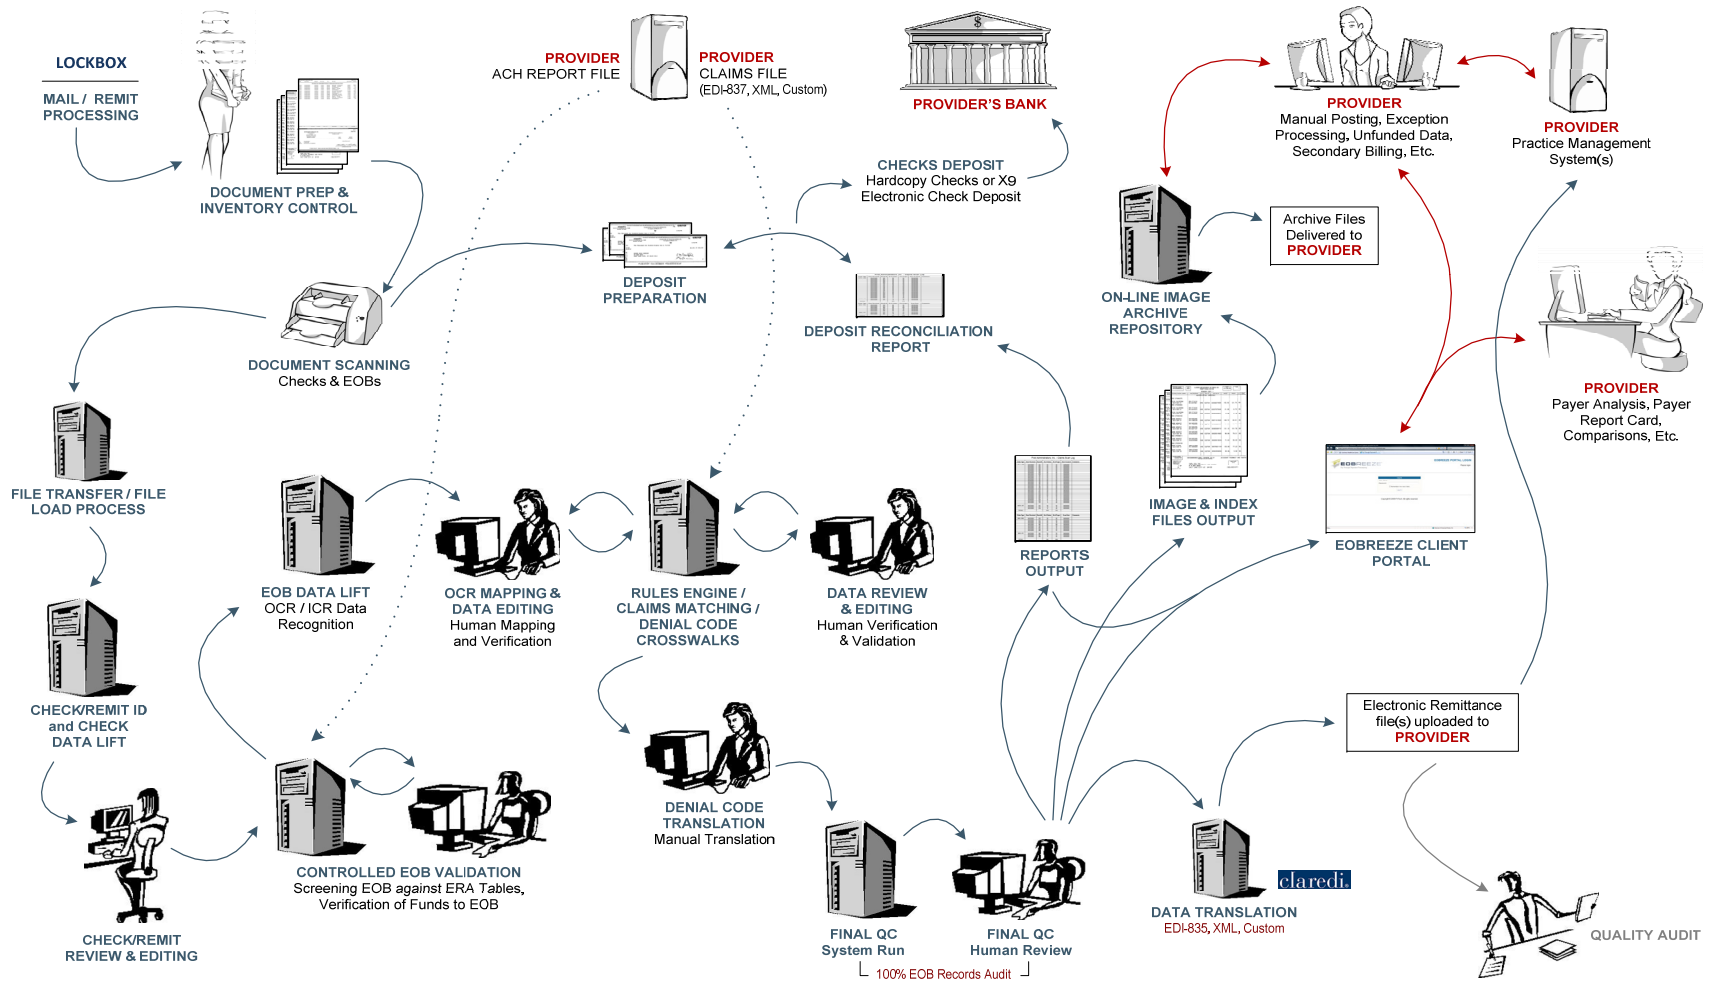 LOCKBOX
MAIL / REMIT
PROCESSING
DOCUMENT PREP &
INVENTORY CONTROL
PROVIDER
ACH REPORT FILE
PROVIDER
CLAIMS FILE
(EDI-837, XML, Custom)
$
PROVIDER'S BANK
CHECKS DEPOSIT
Hardcopy Checks or X9
Electronic Check Deposit
PROVIDER
Manual Posting, Exception
Processing, Unfunded Data,
Secondary Billing, Etc.
PROVIDER
Practice Management
System(s)
Archive Files
Delivered to
PROVIDER
DEPOSIT
PREPARATION
ON-LINE IMAGE
ARCHIVE
REPOSITORY
DEPOSIT RECONCILIATION
REPORT
DOCUMENT SCANNING
Checks & EOBs
PROVIDER
Payer Analysis, Payer
Report Card,
Comparisons, Etc.
FILE TRANSFER / FILE
LOAD PROCESS
IMAGE & INDEX
FILES OUTPUT
EOBREEZE
EOBREEZE CLIENT
PORTAL
REPORTS
OUTPUT
EOB DATA LIFT
OCR / ICR Data
Recognition
OCR MAPPING &
DATA EDITING
Human Mapping
and Verification
RULES ENGINE /
CLAIMS MATCHING /
DENIAL CODE
CROSSWALKS
DATA REVIEW
& EDITING
Human Verification
& Validation
CHECK/REMIT ID
and CHECK
DATA LIFT
Electronic Remittance
file(s) uploaded to
PROVIDER
DENIAL CODE
TRANSLATION
Manual Translation
CONTROLLED EOB VALIDATION
Screening EOB against ERA Tables,
Verification of Funds to EOB
claredi.
DATA TRANSLATION
EDI-835, XML, Custom
CHECK/REMIT
REVIEW & EDITING
FINAL QC
System Run
FINAL QC
Human Review
100% EOB Records Audit
QUALITY AUDIT